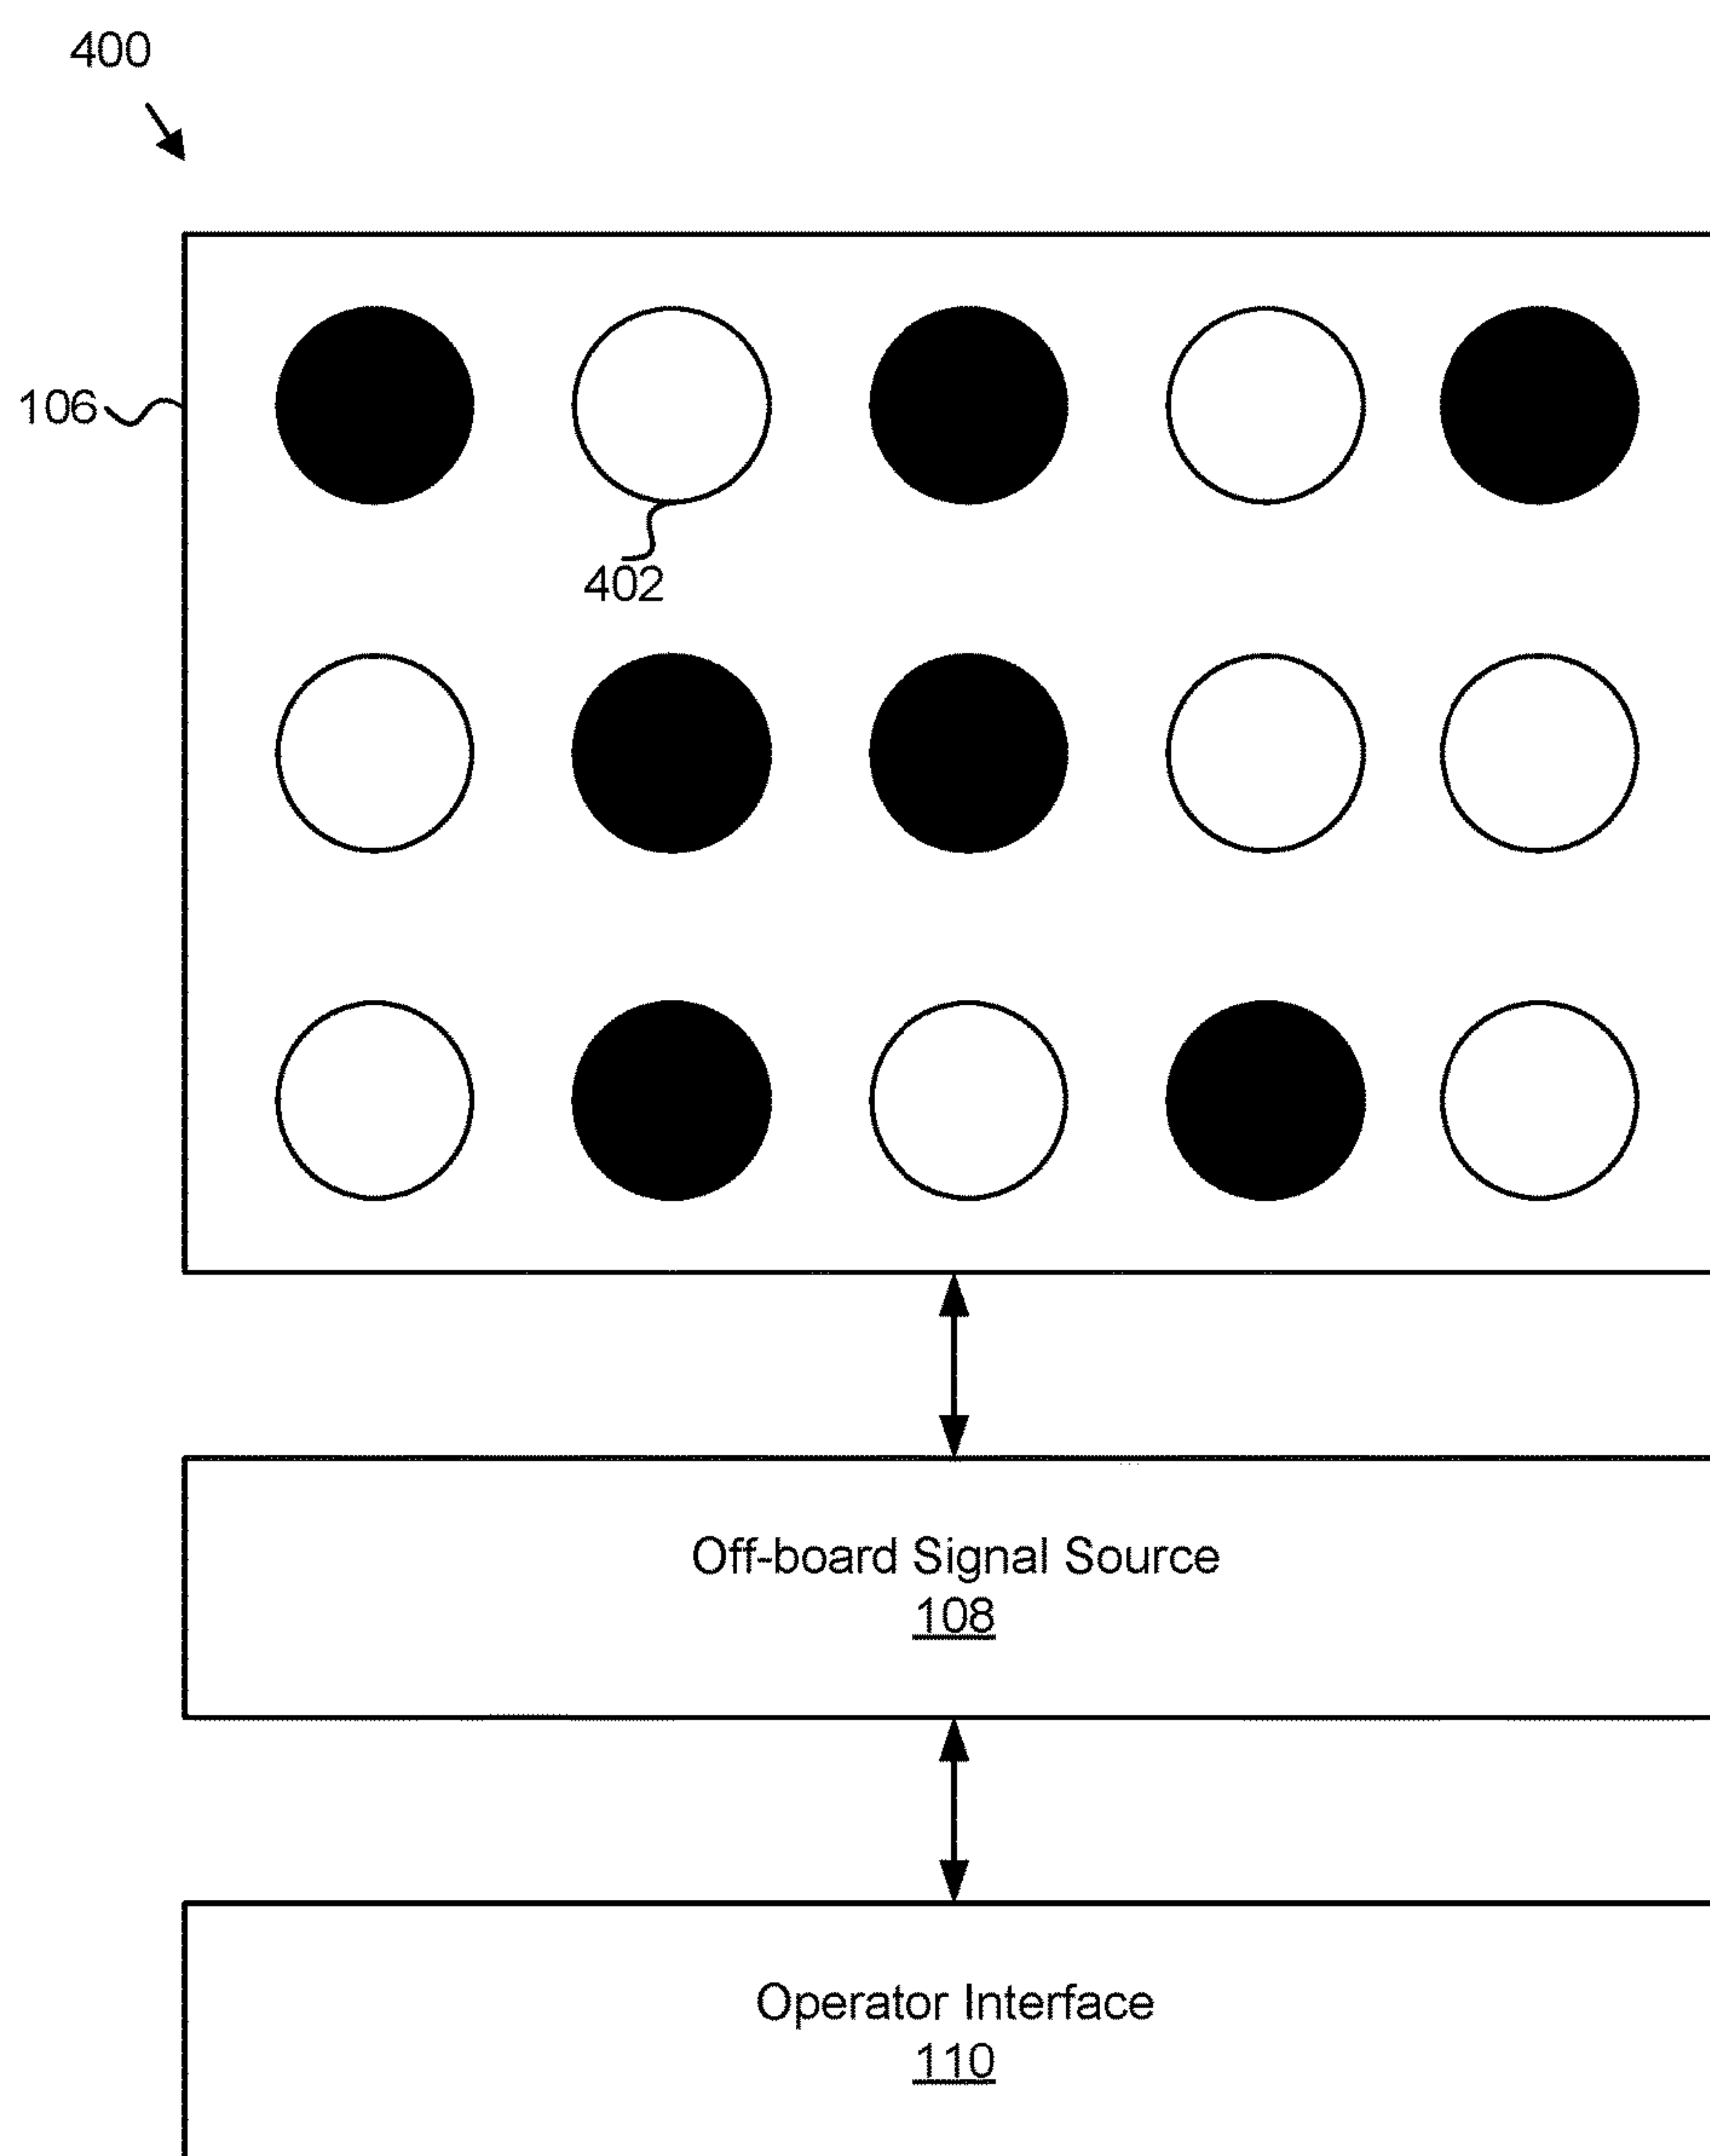 400
106
402
Off-board Signal Source
108
Operator Interface
110